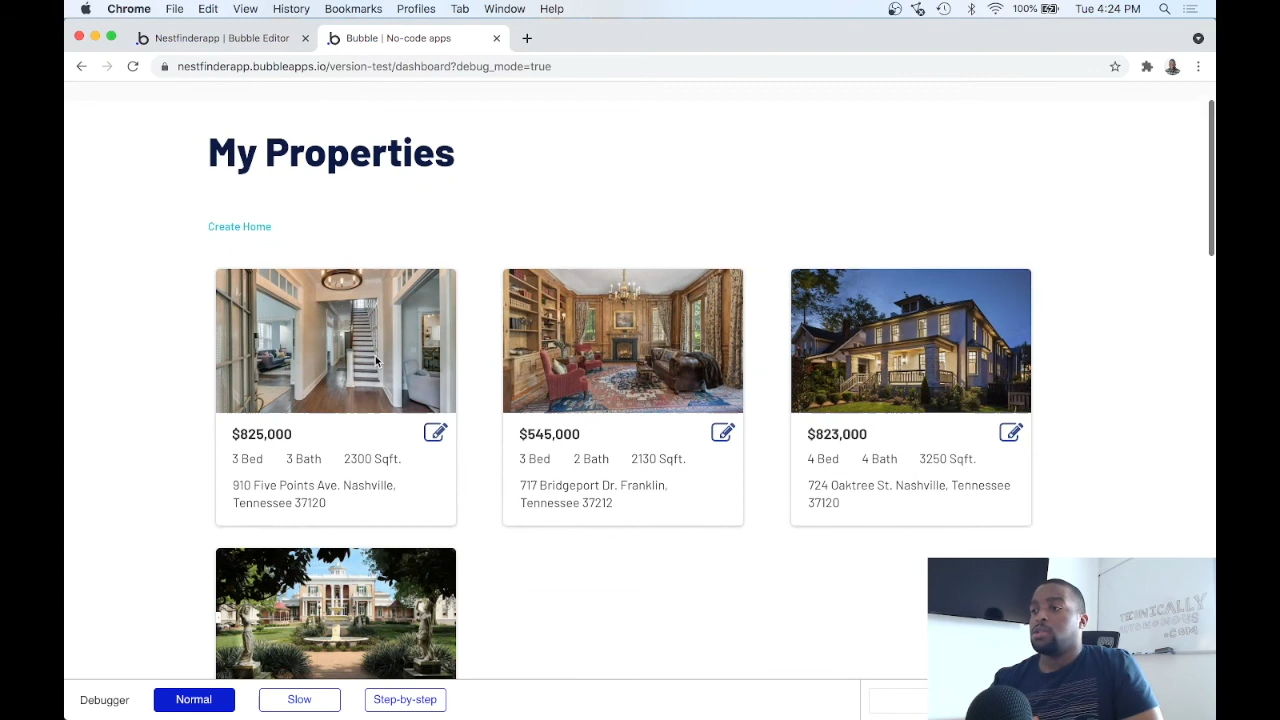 Chrome File Edit View History Bookmarks Profiles Tab Window Help 100% Tue 4:24 PM
Nestfinderapp | Bubble Editor Bubble | No-code apps
nestfinderapp.bubbleapps.io/version-test/dashboard?debug_mode=true
My Properties
Create Home
$825,000
3 Bed 3 Bath 2300 Sqft.
910 Five Points Ave. Nashville,
Tennessee 37120
$545,000
3 Bed 2 Bath 2130 Sqft.
717 Bridgeport Dr. Franklin,
Tennessee 37212
$823,000
4 Bed 4 Bath 3250 Sqft.
724 Oaktree St. Nashville, Tennessee
37120
TECHNICALLY
AUTONOMOUS
.COM
Debugger Normal Slow Step-by-step